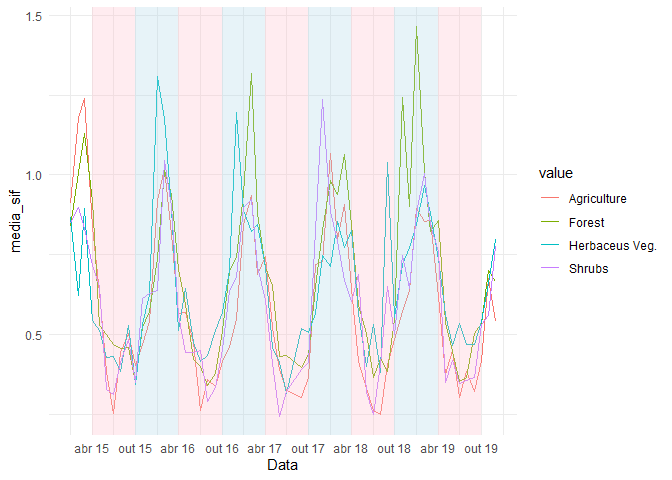 1.5
1.0
0.5
media_sif
abr 15 out 15 abr 16 out 16 abr 17 out 17 abr 18 out 18 abr 19 out 19
Data
value
Agriculture
Forest
Herbaceus Veg.
Shrubs